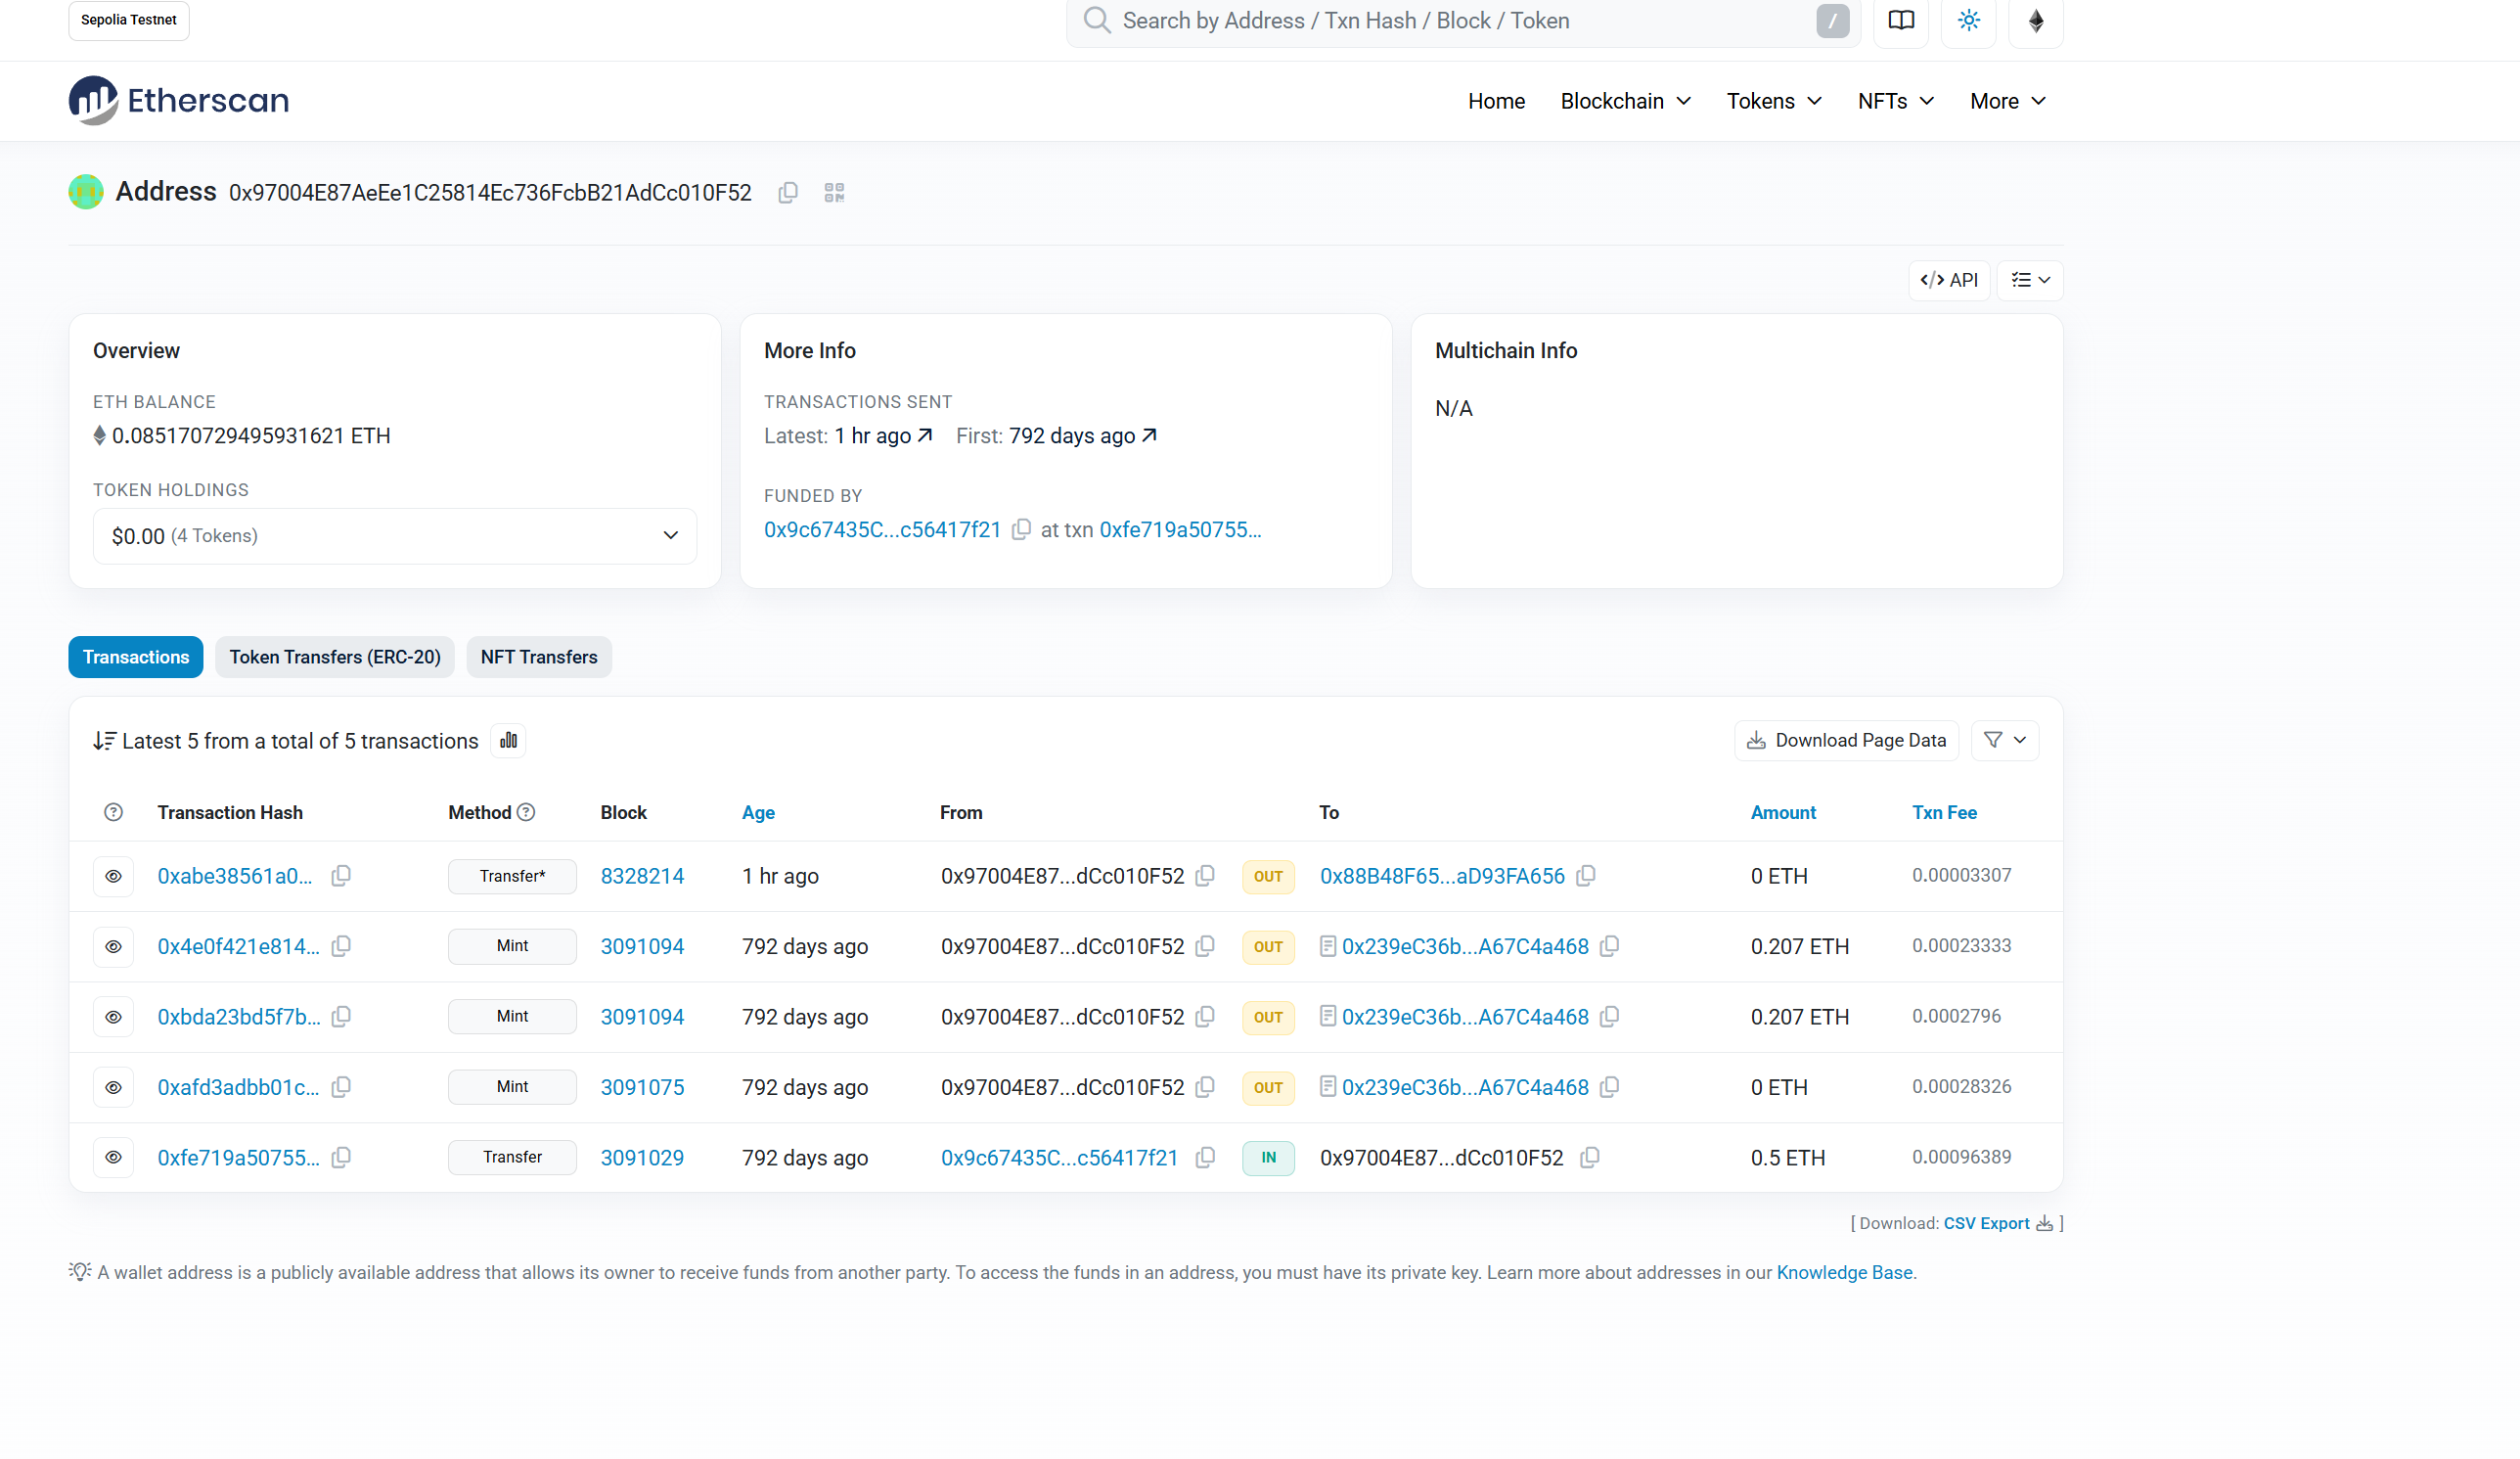 Sepolia Testnet
Search by Address / Txn Hash / Block / Token
/
Etherscan
Home Blockchain Tokens NFTs More
Address 0x97004E87AeEe1C25814Ec736FcbB21AdCc010F52
</> API
Overview
ETH BALANCE
0.085170729495931621 ETH
TOKEN HOLDINGS
$0.00 (4 Tokens)
More Info
TRANSACTIONS SENT
Latest: 1 hr ago First: 792 days ago
FUNDED BY
0x9c67435C...c56417f21 at txn 0xfe719a50755...
Multichain Info
N/A
Transactions Token Transfers (ERC-20) NFT Transfers
Latest 5 from a total of 5 transactions
Download Page Data
Transaction Hash Method Block Age From To Amount Txn Fee
0xabe38561a0... Transfer* 8328214 1 hr ago 0x97004E87...dCc010F52 OUT 0x88B48F65...aD93FA656 0 ETH 0.00003307
0x4e0f421e814... Mint 3091094 792 days ago 0x97004E87...dCc010F52 OUT 0x239eC36b...A67C4a468 0.207 ETH 0.00023333
0xbda23bd5f7b... Mint 3091094 792 days ago 0x97004E87...dCc010F52 OUT 0x239eC36b...A67C4a468 0.207 ETH 0.0002796
0xafd3adbb01c... Mint 3091075 792 days ago 0x97004E87...dCc010F52 OUT 0x239eC36b...A67C4a468 0 ETH 0.00028326
0xfe719a50755... Transfer 3091029 792 days ago 0x9c67435C...c56417f21 IN 0x97004E87...dCc010F52 0.5 ETH 0.00096389
[ Download: CSV Export ]
A wallet address is a publicly available address that allows its owner to receive funds from another party. To access the funds in an address, you must have its private key. Learn more about addresses in our Knowledge Base.